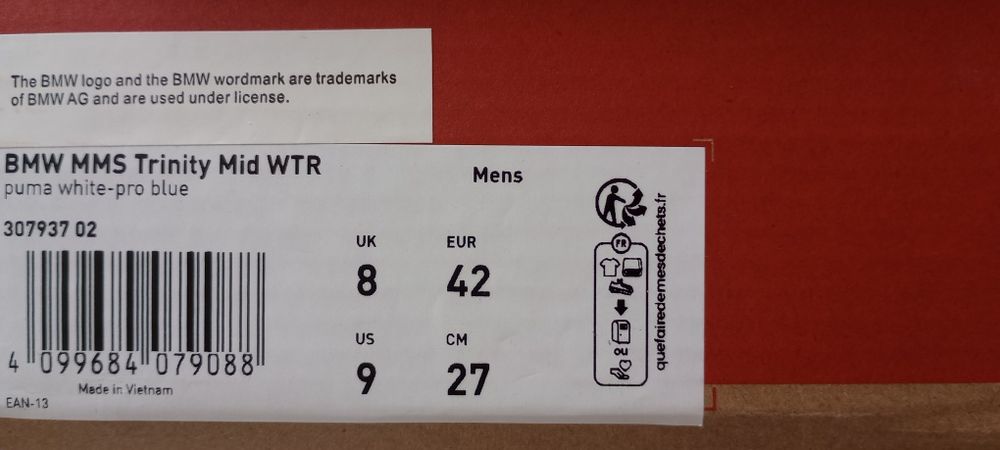 The BMW logo and the BMW wordmark are trademarks
of BMW AG and are used under license.
BMW MMS Trinity Mid WTR
puma white-pro blue
Mens
307937 02
UK
EUR
8
42
US
CM
9
27
4 099684 079088
Made in Vietnam
EAN-13
FR
quefairedemesdechets.fr